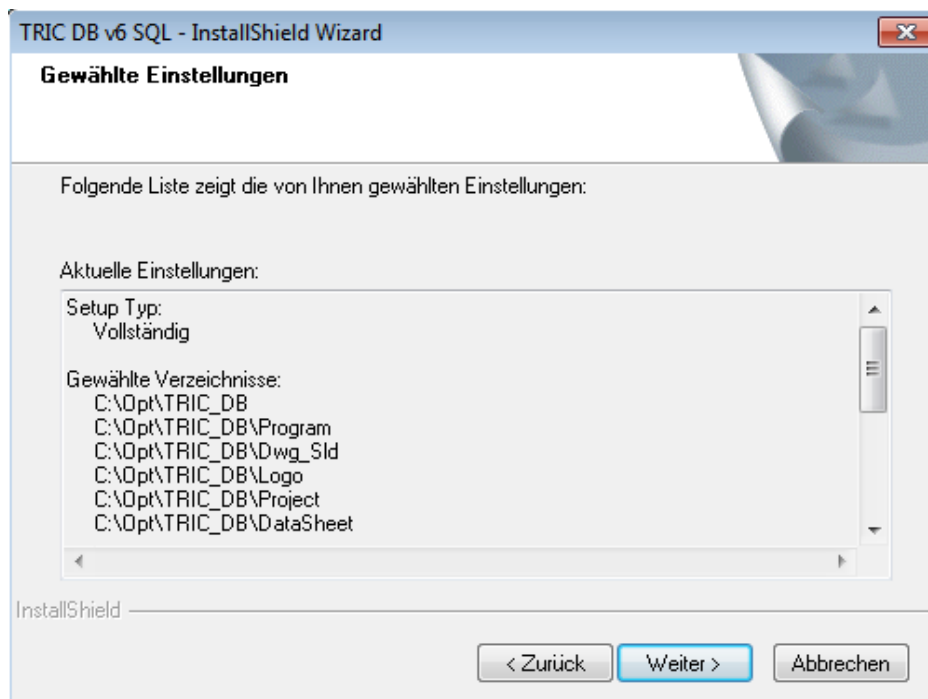 TRIC DB v6 SQL - InstallShield Wizard
Gewählte Einstellungen
Folgende Liste zeigt die von Ihnen gewählten Einstellungen:
Aktuelle Einstellungen:
Setup Typ:
Vollständig
Gewählte Verzeichnisse:
C:\Opt\TRIC_DB
C:\Opt\TRIC_DB\Program
C:\Opt\TRIC_DB\Dwg_Sld
C:\Opt\TRIC_DB\Logo
C:\Opt\TRIC_DB\Project
C:\Opt\TRIC_DB\DataSheet
InstallShield
< Zurück Weiter > Abbrechen